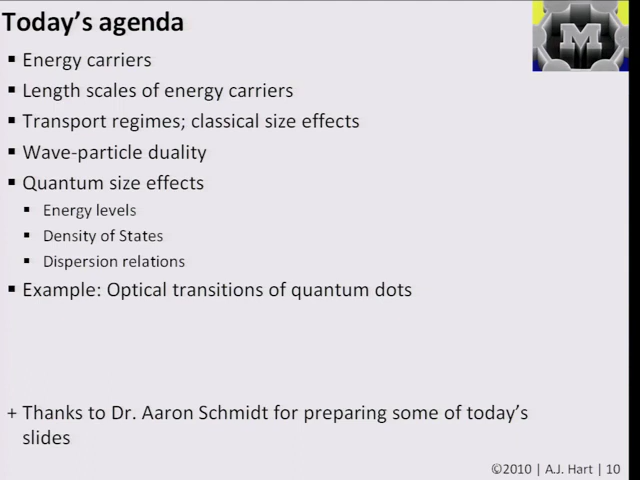 Today's agenda
M
▪ Energy carriers
▪ Length scales of energy carriers
▪ Transport regimes; classical size effects
▪ Wave-particle duality
▪ Quantum size effects
▪ Energy levels
▪ Density of States
▪ Dispersion relations
▪ Example: Optical transitions of quantum dots
+ Thanks to Dr. Aaron Schmidt for preparing some of today's
slides
©2010 | A.J. Hart | 10